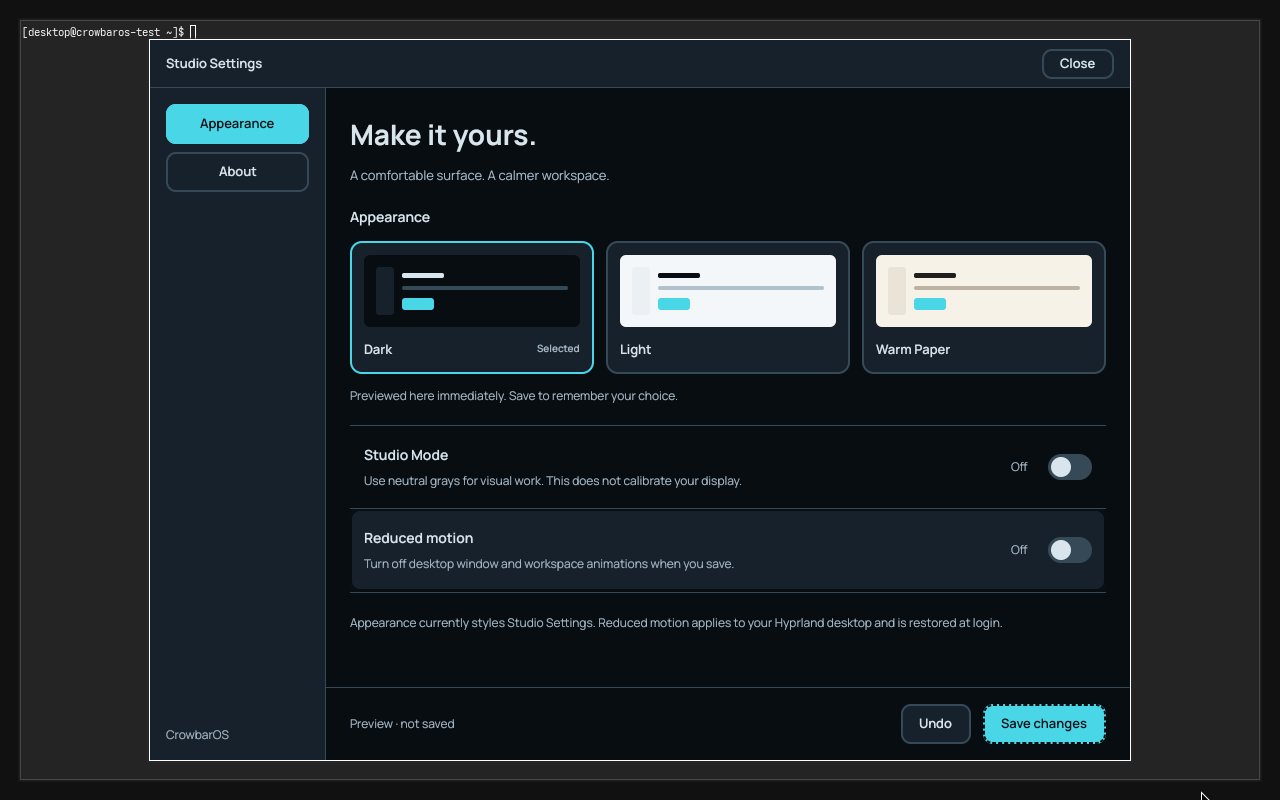 [desktop@crowbaros-test ~]$
Studio Settings
Close
Appearance
About
Make it yours.
A comfortable surface. A calmer workspace.
Appearance
Dark
Selected
Light
Warm Paper
Previewed here immediately. Save to remember your choice.
Studio Mode
Use neutral grays for visual work. This does not calibrate your display.
Off
Reduced motion
Turn off desktop window and workspace animations when you save.
Off
Appearance currently styles Studio Settings. Reduced motion applies to your Hyprland desktop and is restored at login.
CrowbarOS
Preview · not saved
Undo
Save changes